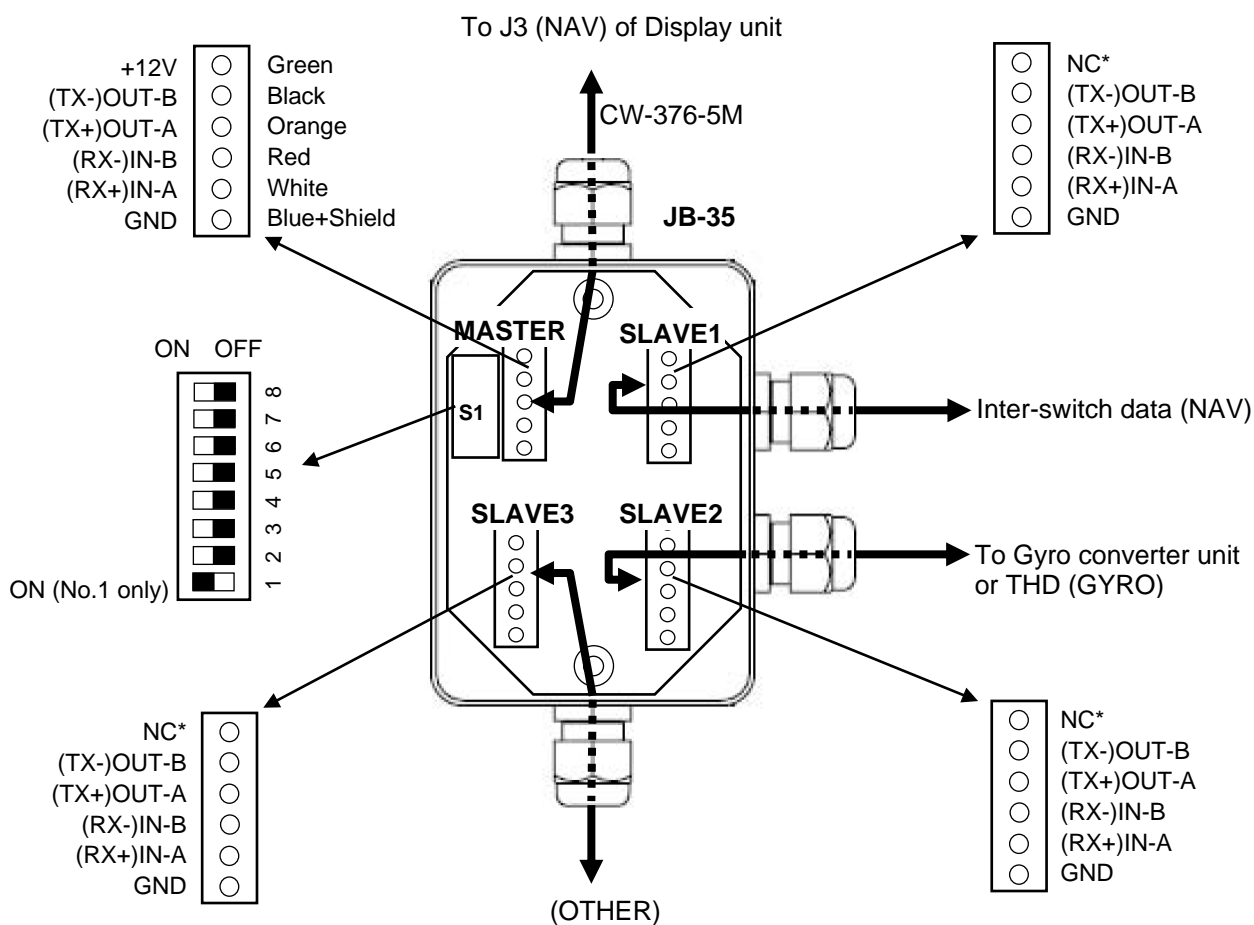 To J3 (NAV) of Display unit
+12V Green
(TX-)OUT-B Black
(TX+)OUT-A Orange
(RX-)IN-B Red
(RX+)IN-A White
GND Blue+Shield
CW-376-5M
NC*
(TX-)OUT-B
(TX+)OUT-A
(RX-)IN-B
(RX+)IN-A
GND
JB-35
MASTER
SLAVE1
ON OFF
8
7
6
5
4
3
2
1
ON (No.1 only)
S1
Inter-switch data (NAV)
SLAVE3
SLAVE2
To Gyro converter unit
or THD (GYRO)
NC*
(TX-)OUT-B
(TX+)OUT-A
(RX-)IN-B
(RX+)IN-A
GND
NC*
(TX-)OUT-B
(TX+)OUT-A
(RX-)IN-B
(RX+)IN-A
GND
(OTHER)